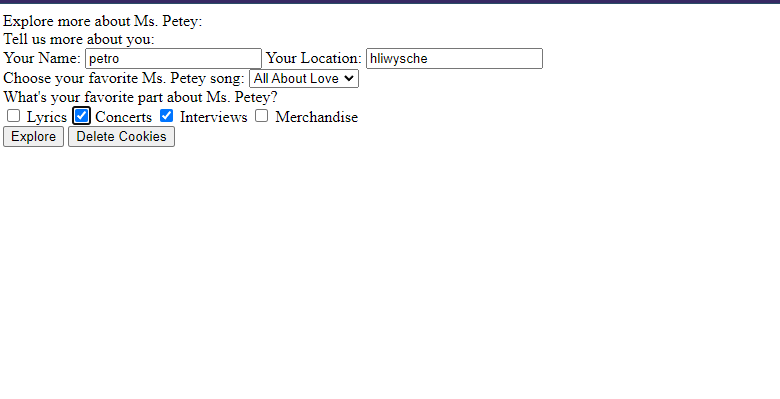 Explore more about Ms. Petey:
Tell us more about you:
Your Name: petro Your Location: hliwysche
Choose your favorite Ms. Petey song: All About Love
What's your favorite part about Ms. Petey?
Lyrics Concerts Interviews Merchandise
Explore Delete Cookies